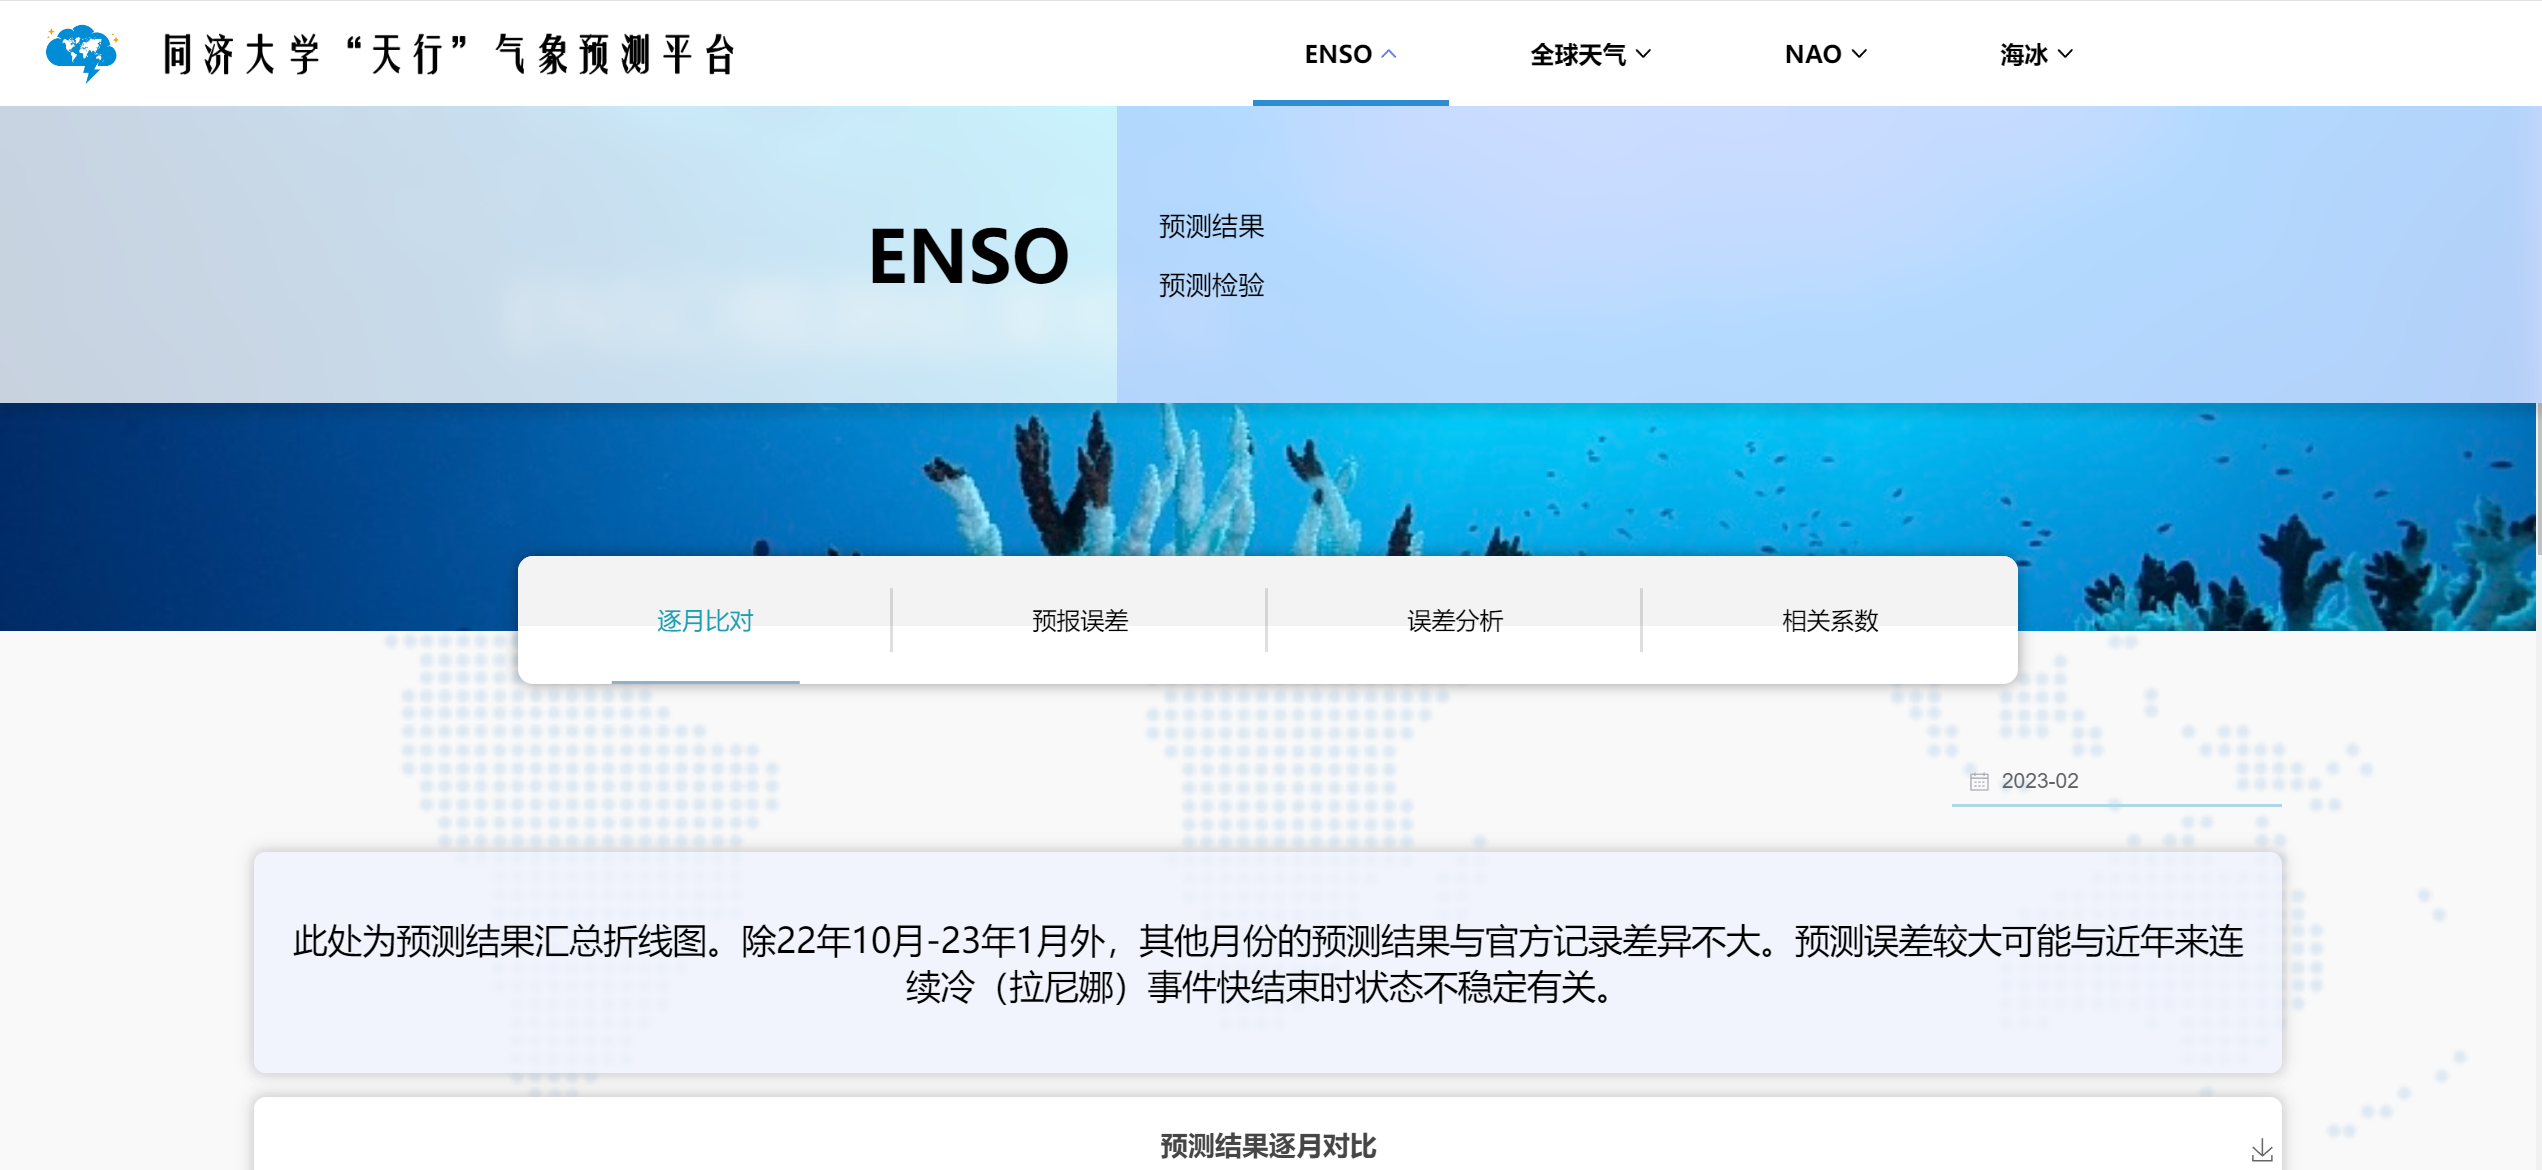 同济大学“天行”气象预测平台
ENSO 全球天气 NAO 海冰
ENSO
预测结果
预测检验
逐月比对 预报误差 误差分析 相关系数
2023-02
此处为预测结果汇总折线图。除22年10月-23年1月外，其他月份的预测结果与官方记录差异不大。预测误差较大可能与近年来连
续冷（拉尼娜）事件快结束时状态不稳定有关。
预测结果逐月对比